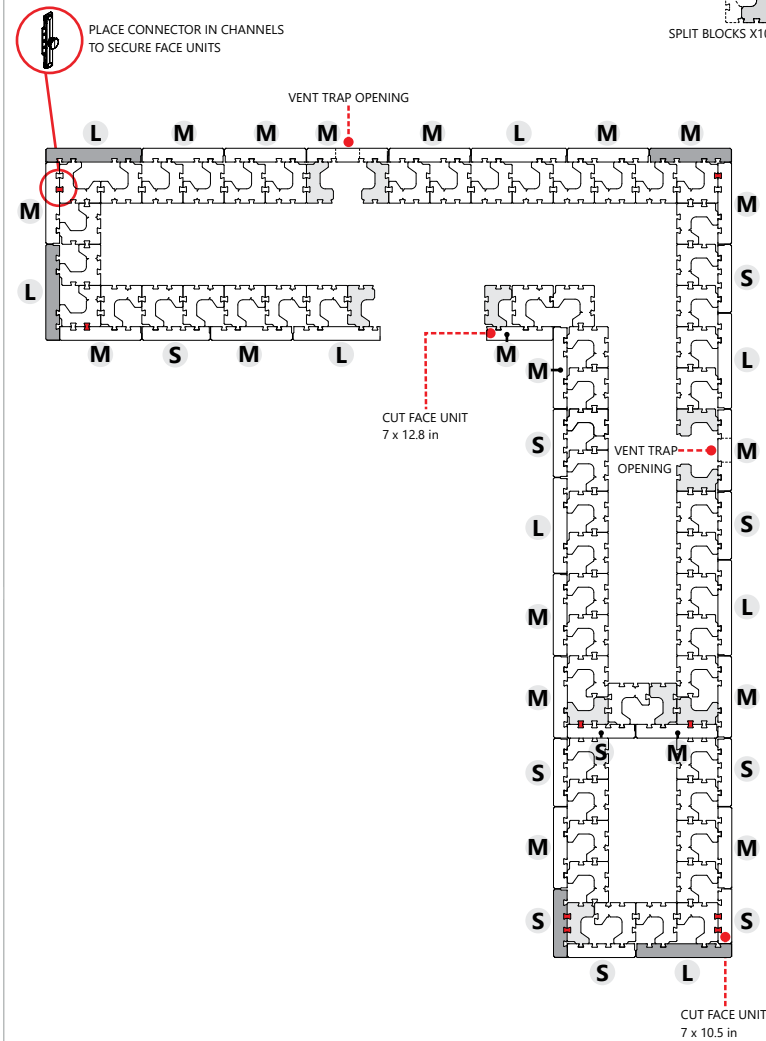 PLACE CONNECTOR IN CHANNELS
TO SECURE FACE UNITS
SPLIT BLOCKS X10
VENT TRAP OPENING
L M M M M L M M
M
M
L
S
M S M L
M
L
M
CUT FACE UNIT
7 x 12.8 in
S
VENT TRAP
OPENING
M
L
S
M
L
M
M
S M
S
S
M
M
S
S
S
L
CUT FACE UNIT
7 x 10.5 in